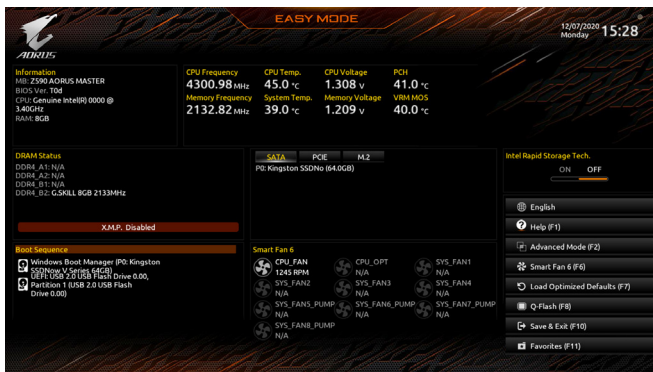 EASY MODE
12/07/2020
Monday
15:28
AORUS
Information
MB: Z590 AORUS MASTER
BIOS Ver. T0d
CPU: Genuine Intel(R) 0000 @
3.40GHz
RAM: 8GB
CPU Frequency
4300.98 MHz
CPU Temp.
45.0 °C
CPU Voltage
1.308 V
PCH
41.0 °C
Memory Frequency
2132.82 MHz
System Temp.
39.0 °C
Memory Voltage
1.209 V
VRM MOS
40.0 °C
DRAM Status
DDR4_A1: N/A
DDR4_A2: N/A
DDR4_B1: N/A
DDR4_B2: G.SKILL 8GB 2133MHz
X.M.P. Disabled
SATA PCIE M.2
P0: Kingston SSDNo (64.0GB)
Intel Rapid Storage Tech.
ON OFF
Boot Sequence
Windows Boot Manager (P0: Kingston
SSDNow V Series 64GB)
UEFI: USB 2.0 USB Flash Drive 0.00,
Partition 1 (USB 2.0 USB Flash
Drive 0.00)
Smart Fan 6
CPU_FAN
1245 RPM
CPU_OPT
N/A
SYS_FAN1
N/A
SYS_FAN2
N/A
SYS_FAN3
N/A
SYS_FAN4
N/A
SYS_FAN5_PUMP
N/A
SYS_FAN6_PUMP
N/A
SYS_FAN7_PUMP
N/A
SYS_FAN8_PUMP
N/A
English
Help (F1)
Advanced Mode (F2)
Smart Fan 6 (F6)
Load Optimized Defaults (F7)
Q-Flash (F8)
Save & Exit (F10)
Favorites (F11)